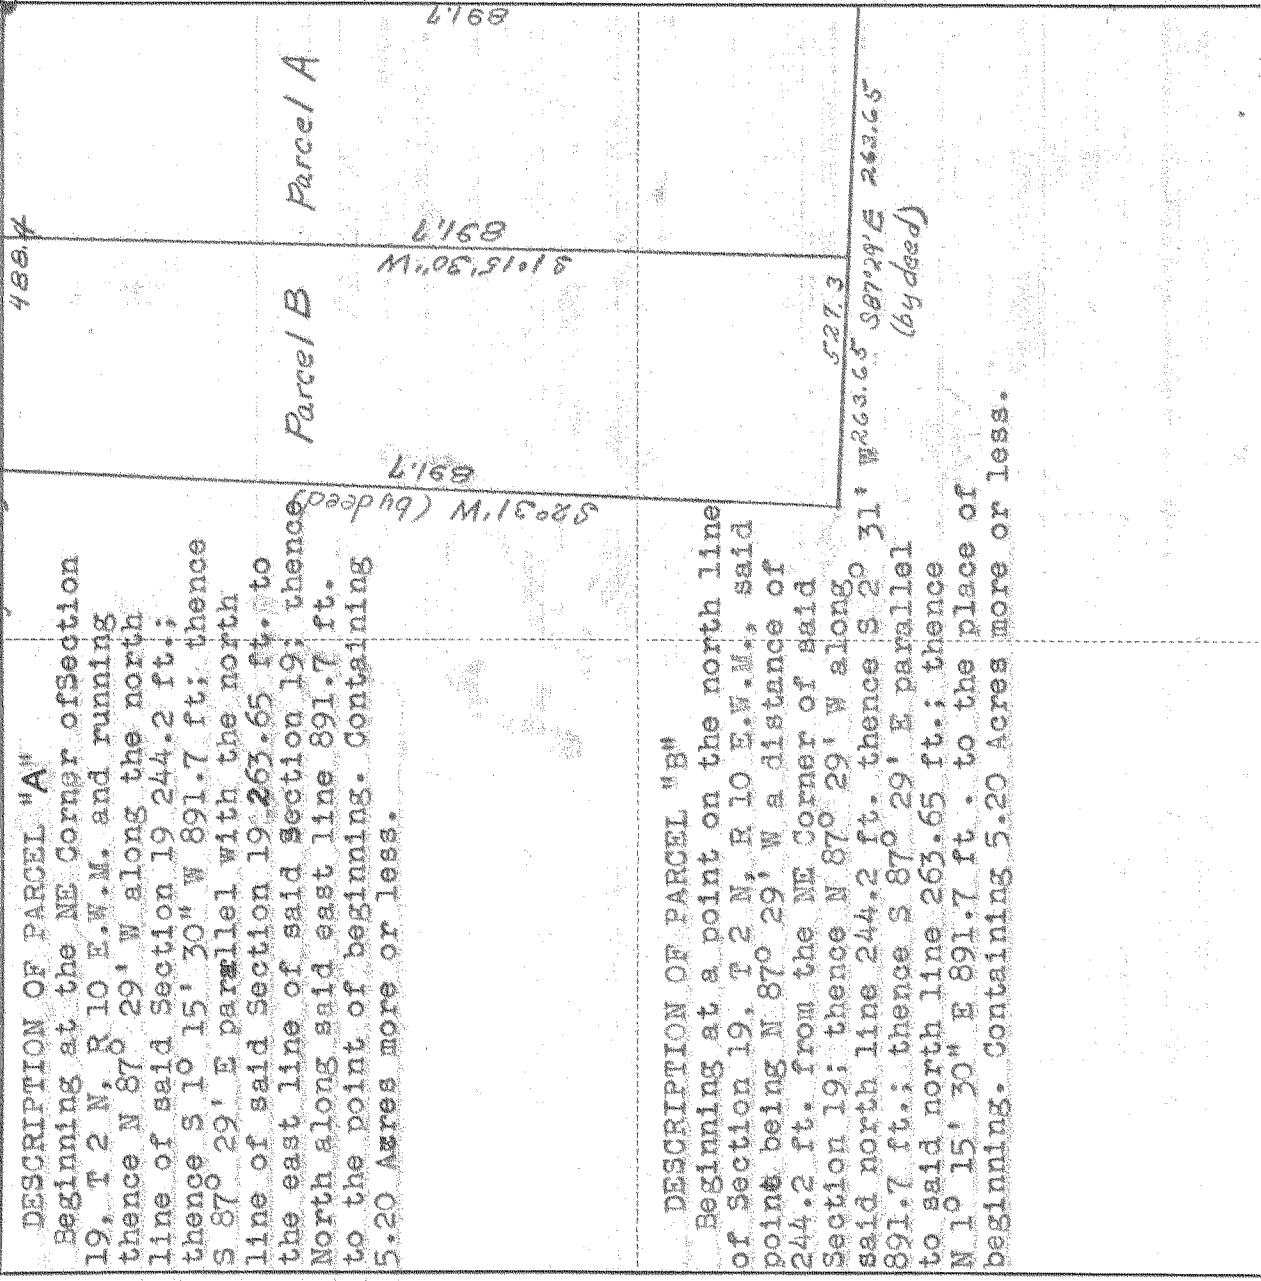 DESCRIPTION OF PARCEL "A"
Beginning at the NE Corner ofSection
19, T 2 N, R 10 E.W.M. and running
thence N 87° 29' W along the north
line of said Section 19 244.2 ft.;
thence S 1° 15' 30" W 891.7 ft; thence
S 87° 29' E parallel with the north
line of said Section 19 263.65 ft. to
the east line of said Section 19; thence
North along said east line 891.7 ft.
to the point of beginning. Containing
5.20 Acres more or less.
DESCRIPTION OF PARCEL "B"
Beginning at a point on the north line
of Section 19, T 2 N, R 10 E.W.M., said
point being N 87° 29' W a distance of
244.2 ft. from the NE Corner of said
Section 19; thence N 87° 29' W along
said north line 244.2 ft. thence S 2° 31' W
891.7 ft.; thence S 87° 29' E parallel
to said north line 263.65 ft.; thence
N 1° 15' 30" E 891.7 ft . to the place of
beginning. Containing 5.20 Acres more or less.
488.4
Parcel B
Parcel A
891.7
S2°31'W (by deed)
891.7
S1°15'30"W
891.7
527.3
263.65 S87°29'E 263.65
(by deed)